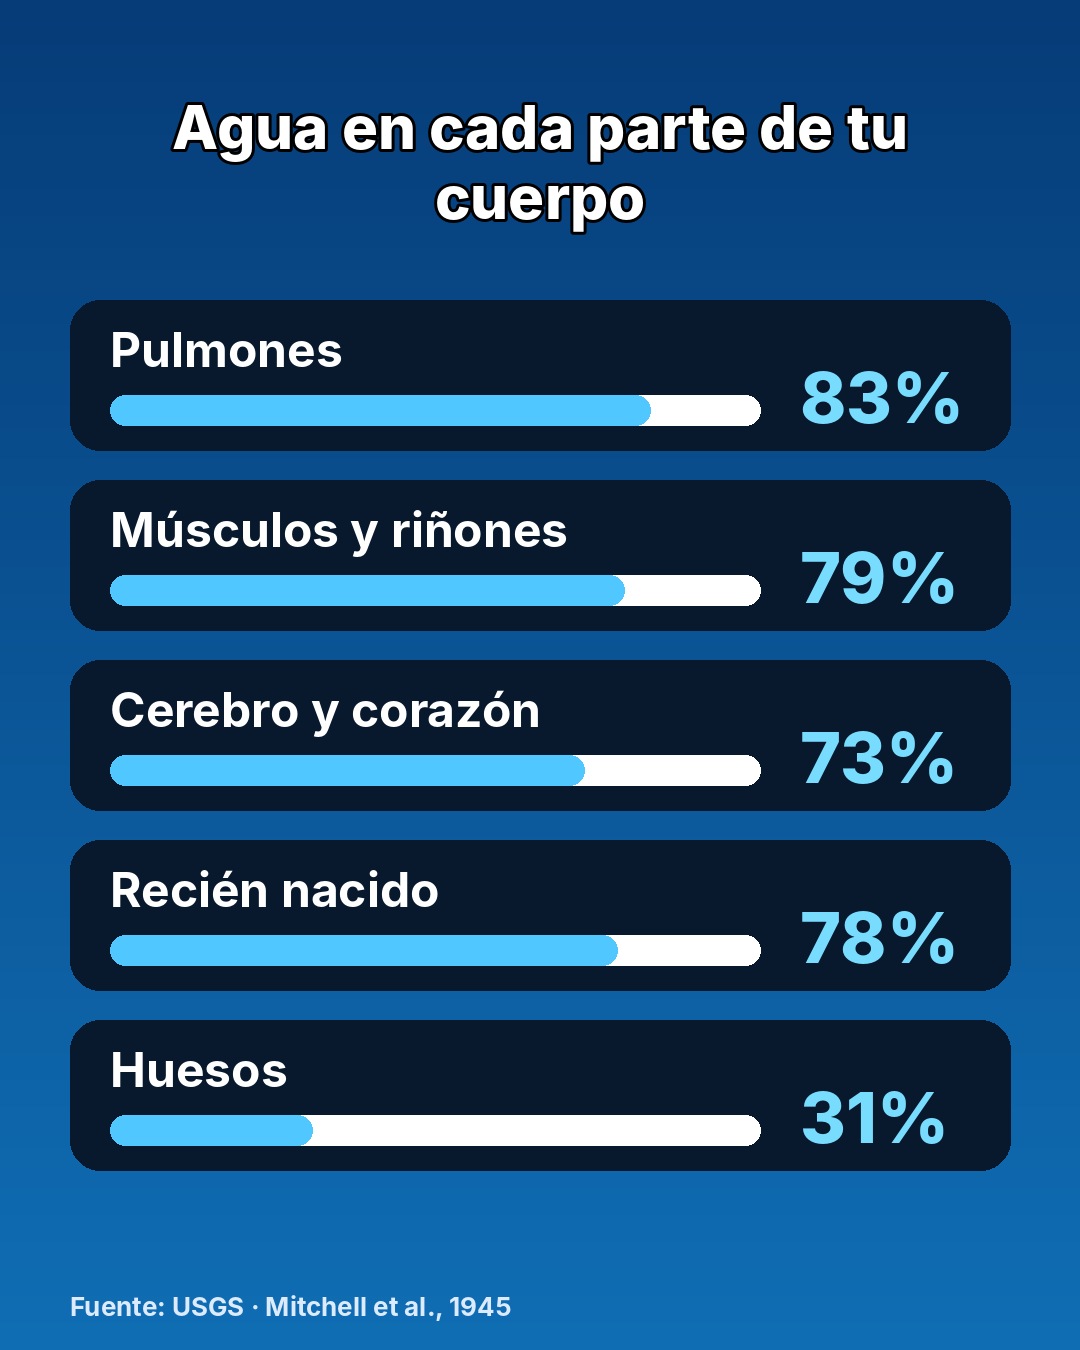 Agua en cada parte de tu
cuerpo
Pulmones
83%
Músculos y riñones
79%
Cerebro y corazón
73%
Recién nacido
78%
Huesos
31%
Fuente: USGS · Mitchell et al., 1945